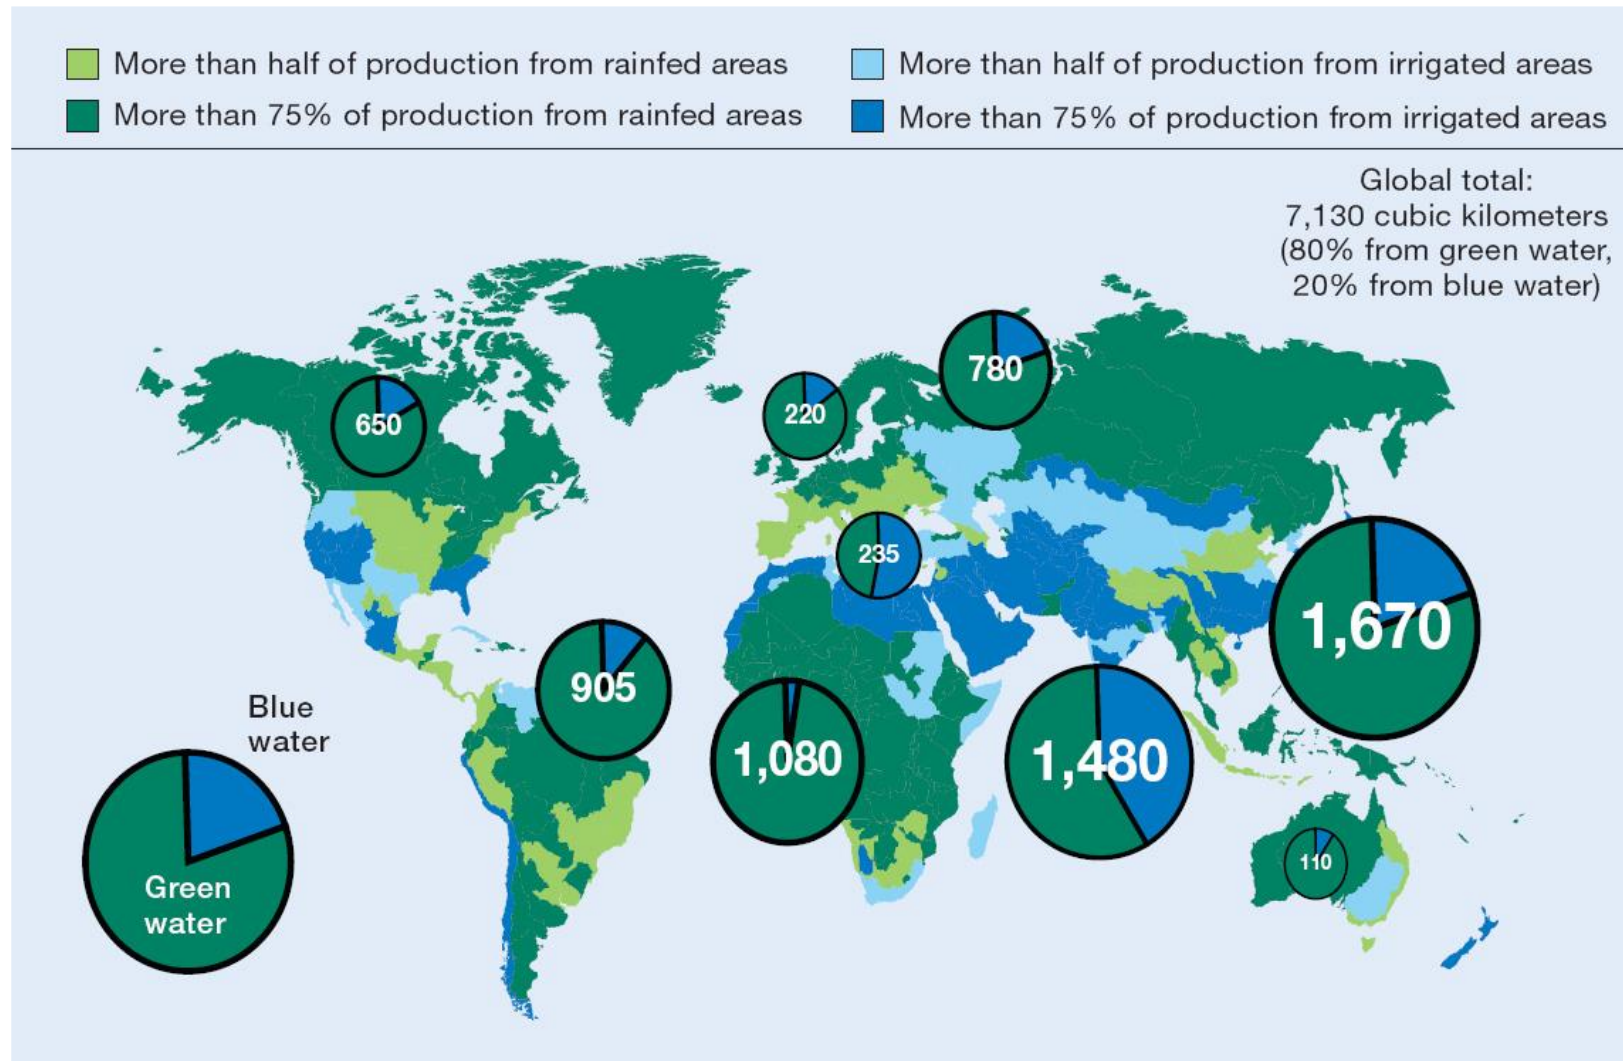 More than half of production from rainfed areas
More than 75% of production from rainfed areas
More than half of production from irrigated areas
More than 75% of production from irrigated areas
Global total:
7,130 cubic kilometers
(80% from green water,
20% from blue water)
780
650
220
235
1,670
905
1,080
1,480
110
Blue
water
Green
water